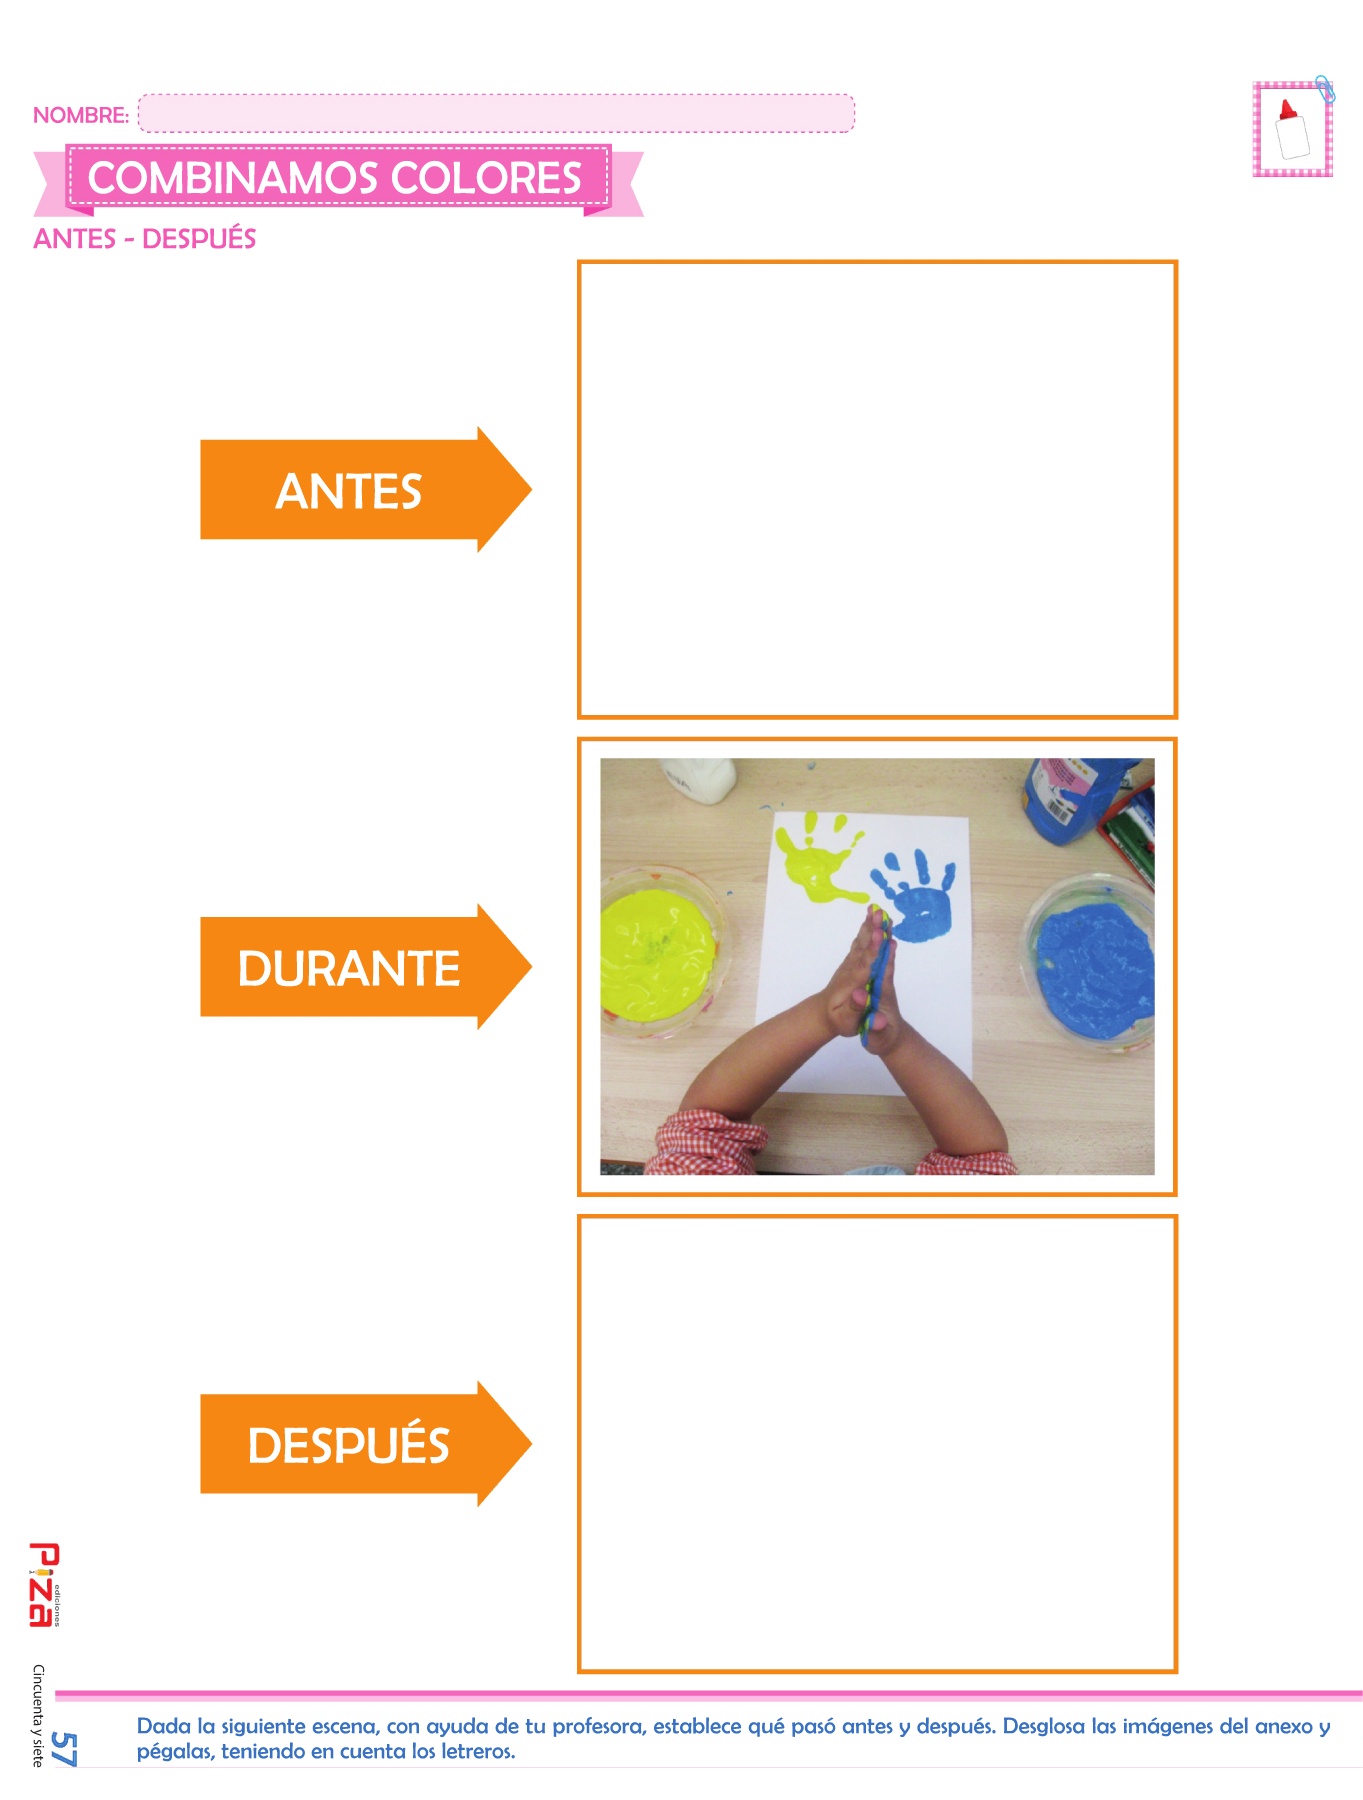 NOMBRE:
COMBINAMOS COLORES
ANTES - DESPUÉS
ANTES
DURANTE
DESPUÉS
Piza
ediciones
Cincuenta y siete
57
Dada la siguiente escena, con ayuda de tu profesora, establece qué pasó antes y después. Desglosa las imágenes del anexo y
pégalas, teniendo en cuenta los letreros.